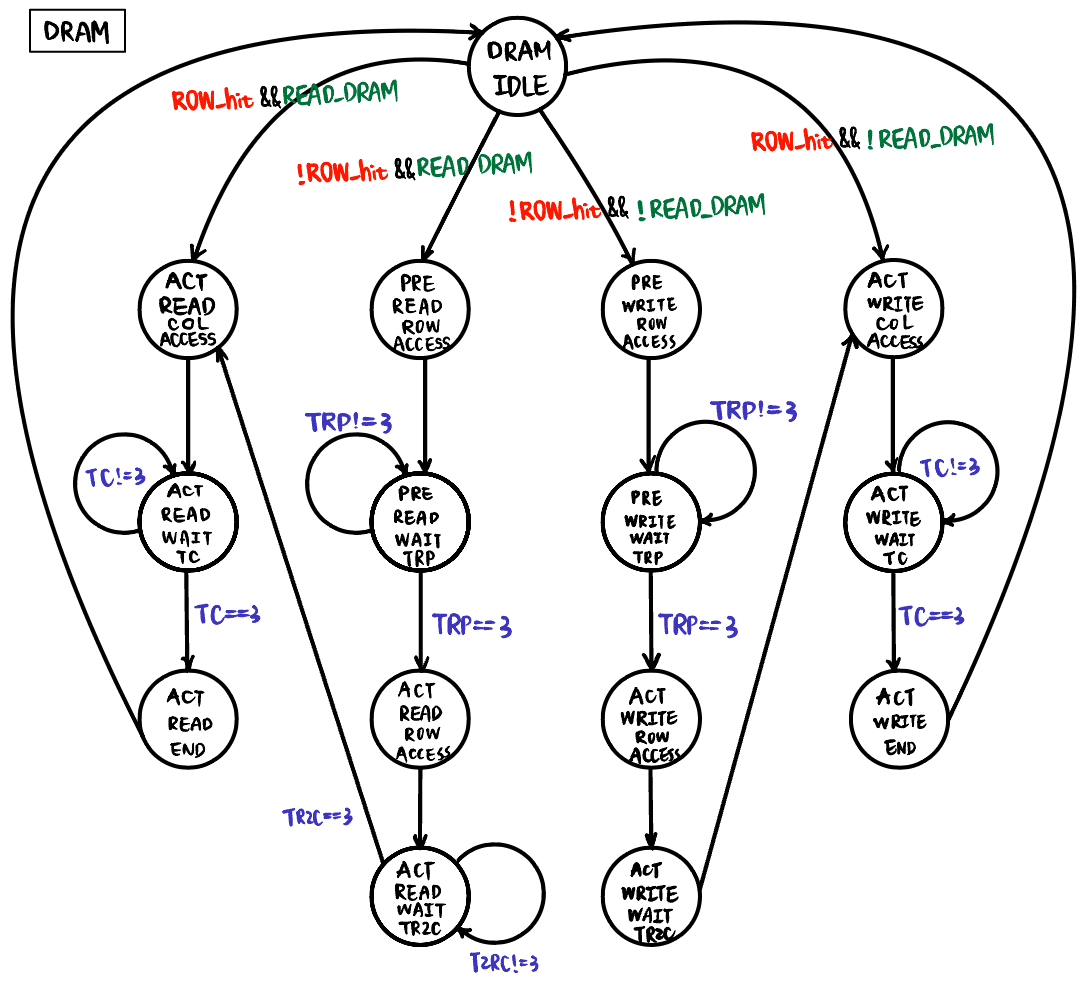 DRAM
DRAM
IDLE
ROW_hit &&READ_DRAM
!ROW_hit &&READ_DRAM
!ROW_hit && !READ_DRAM
ROW_hit && !READ_DRAM
ACT
READ
COL
ACCESS
PRE
READ
ROW
ACCESS
PRE
WRITE
ROW
ACCESS
ACT
WRITE
COL
ACCESS
TC!=3
TRP!=3
TRP!=3
TC!=3
ACT
READ
WAIT
TC
PRE
READ
WAIT
TRP
PRE
WRITE
WAIT
TRP
ACT
WRITE
WAIT
TC
TC==3
TRP==3
TRP==3
TC==3
ACT
READ
END
ACT
READ
ROW
ACCESS
ACT
WRITE
ROW
ACCESS
ACT
WRITE
END
TR2C==3
ACT
READ
WAIT
TR2C
ACT
WRITE
WAIT
TR2C
T2RC!=3